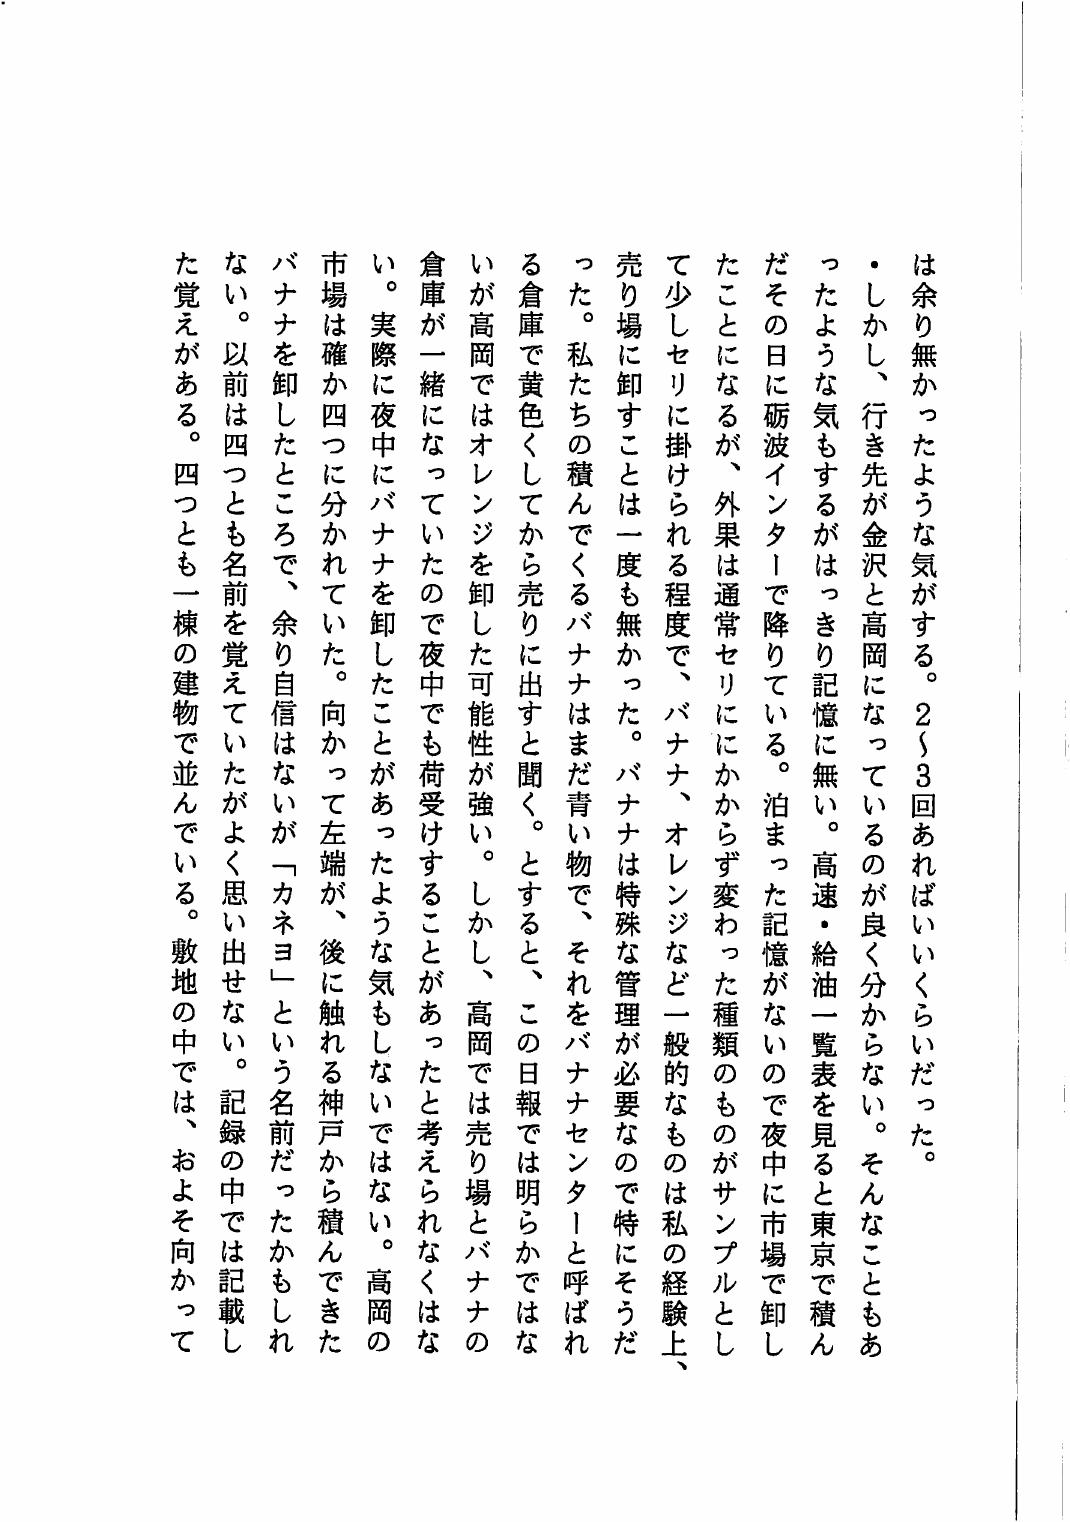 は余り無かったような気がする。２～３回あればいいくらいだった。
・しかし、行き先が金沢と高岡になっているのが良く分からない。そんなこともあ
ったような気もするがはっきり記憶に無い。高速・給油一覧表を見ると東京で積ん
だその日に砺波インターで降りている。泊まった記憶がないので夜中に市場で卸し
たことになるが、外果は通常セリににかからず変わった種類のものがサンプルとし
て少しセリに掛けられる程度で、バナナ、オレンジなど一般的なものは私の経験上、
売り場に卸すことは一度も無かった。バナナは特殊な管理が必要なので特にそうだ
った。私たちの積んでくるバナナはまだ青い物で、それをバナナセンターと呼ばれ
る倉庫で黄色くしてから売りに出すと聞く。とすると、この日報では明らかではな
いが高岡ではオレンジを卸した可能性が強い。しかし、高岡では売り場とバナナの
倉庫が一緒になっていたので夜中でも荷受けすることがあったと考えられなくはな
い。実際に夜中にバナナを卸したことがあったような気もしないではない。高岡の
市場は確か四つに分かれていた。向かって左端が、後に触れる神戸から積んできた
バナナを卸したところで、余り自信はないが「カネヨ」という名前だったかもしれ
ない。以前は四つとも名前を覚えていたがよく思い出せない。記録の中では記載し
た覚えがある。四つとも一棟の建物で並んでいる。敷地の中では、およそ向かって